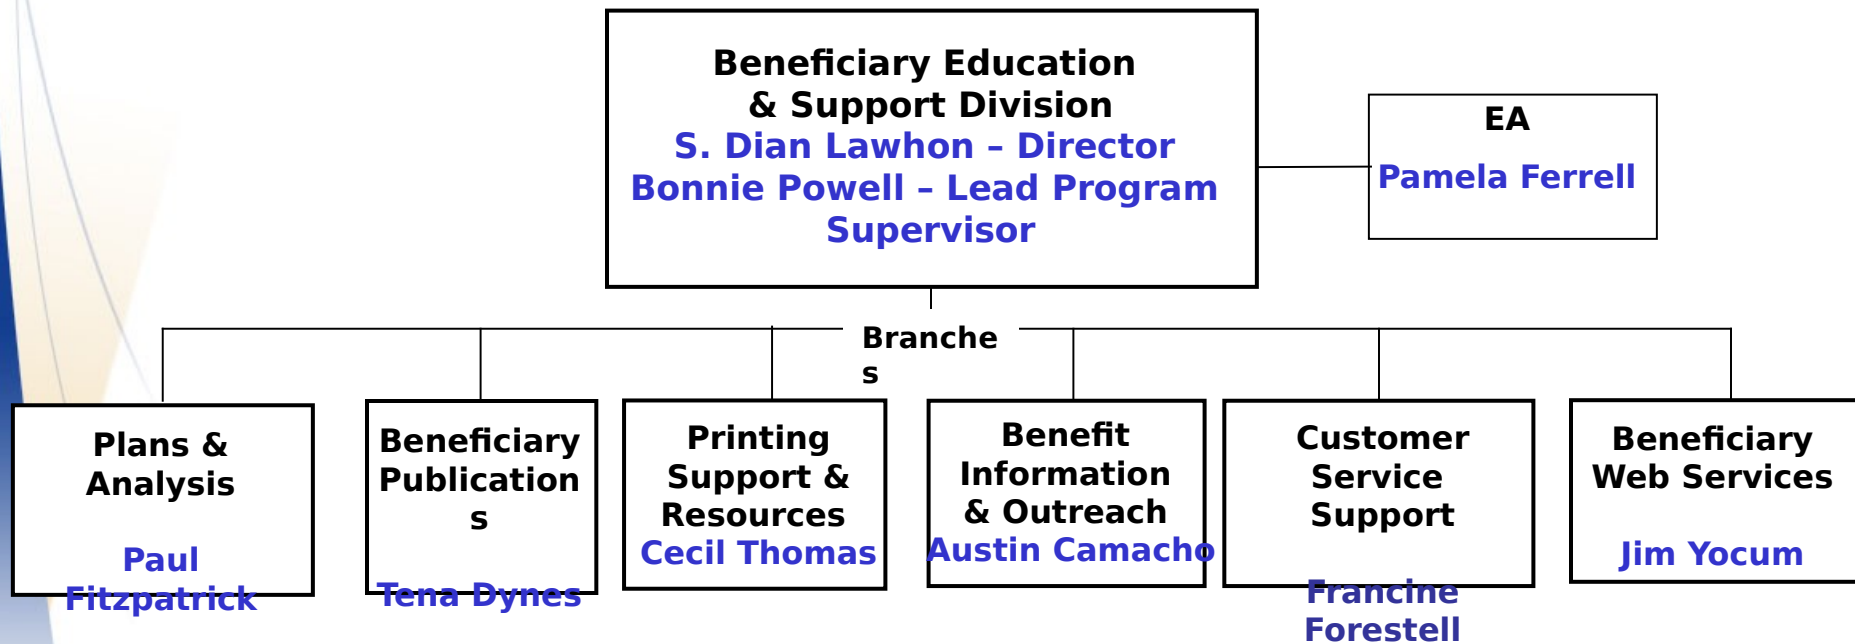 Beneficiary Education
& Support Division
S. Dian Lawhon – Director
Bonnie Powell – Lead Program
Supervisor
EA
Pamela Ferrell
Branche
s
Plans &
Analysis
Paul
Fitzpatrick
Beneficiary
Publication
s
Tena Dynes
Printing
Support &
Resources
Cecil Thomas
Benefit
Information
& Outreach
Austin Camacho
Customer
Service
Support
Francine
Forestell
Beneficiary
Web Services
Jim Yocum